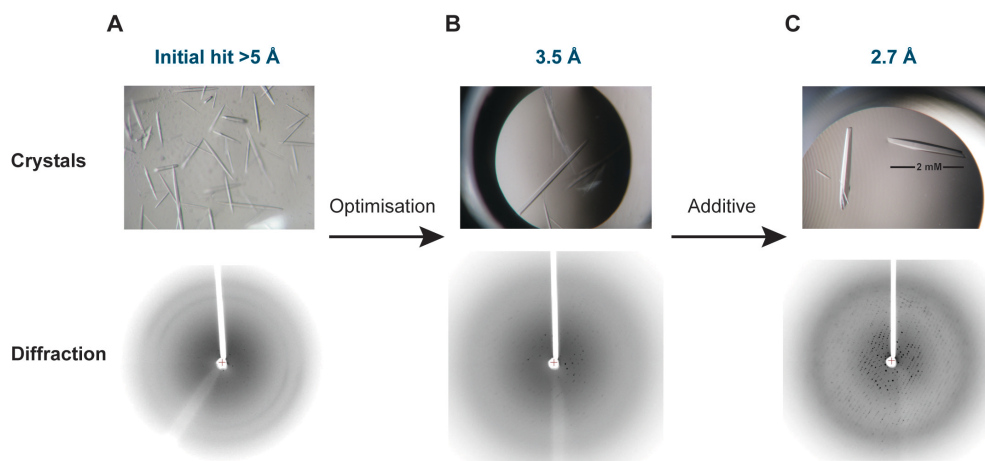 A
B
C
Initial hit >5 Å
3.5 Å
2.7 Å
Crystals
2 mM
Optimisation
Additive
Diffraction